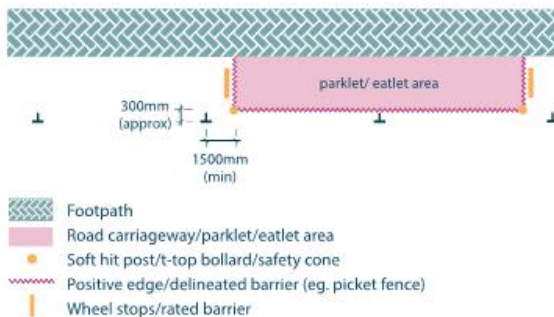 parklet/ eatlet area
300mm
(approx)
1500mm
(min)
Footpath
Road carriageway/parklet/eatlet area
Soft hit post/t-top bollard/safety cone
Positive edge/delineated barrier (eg. picket fence)
Wheel stops/rated barrier